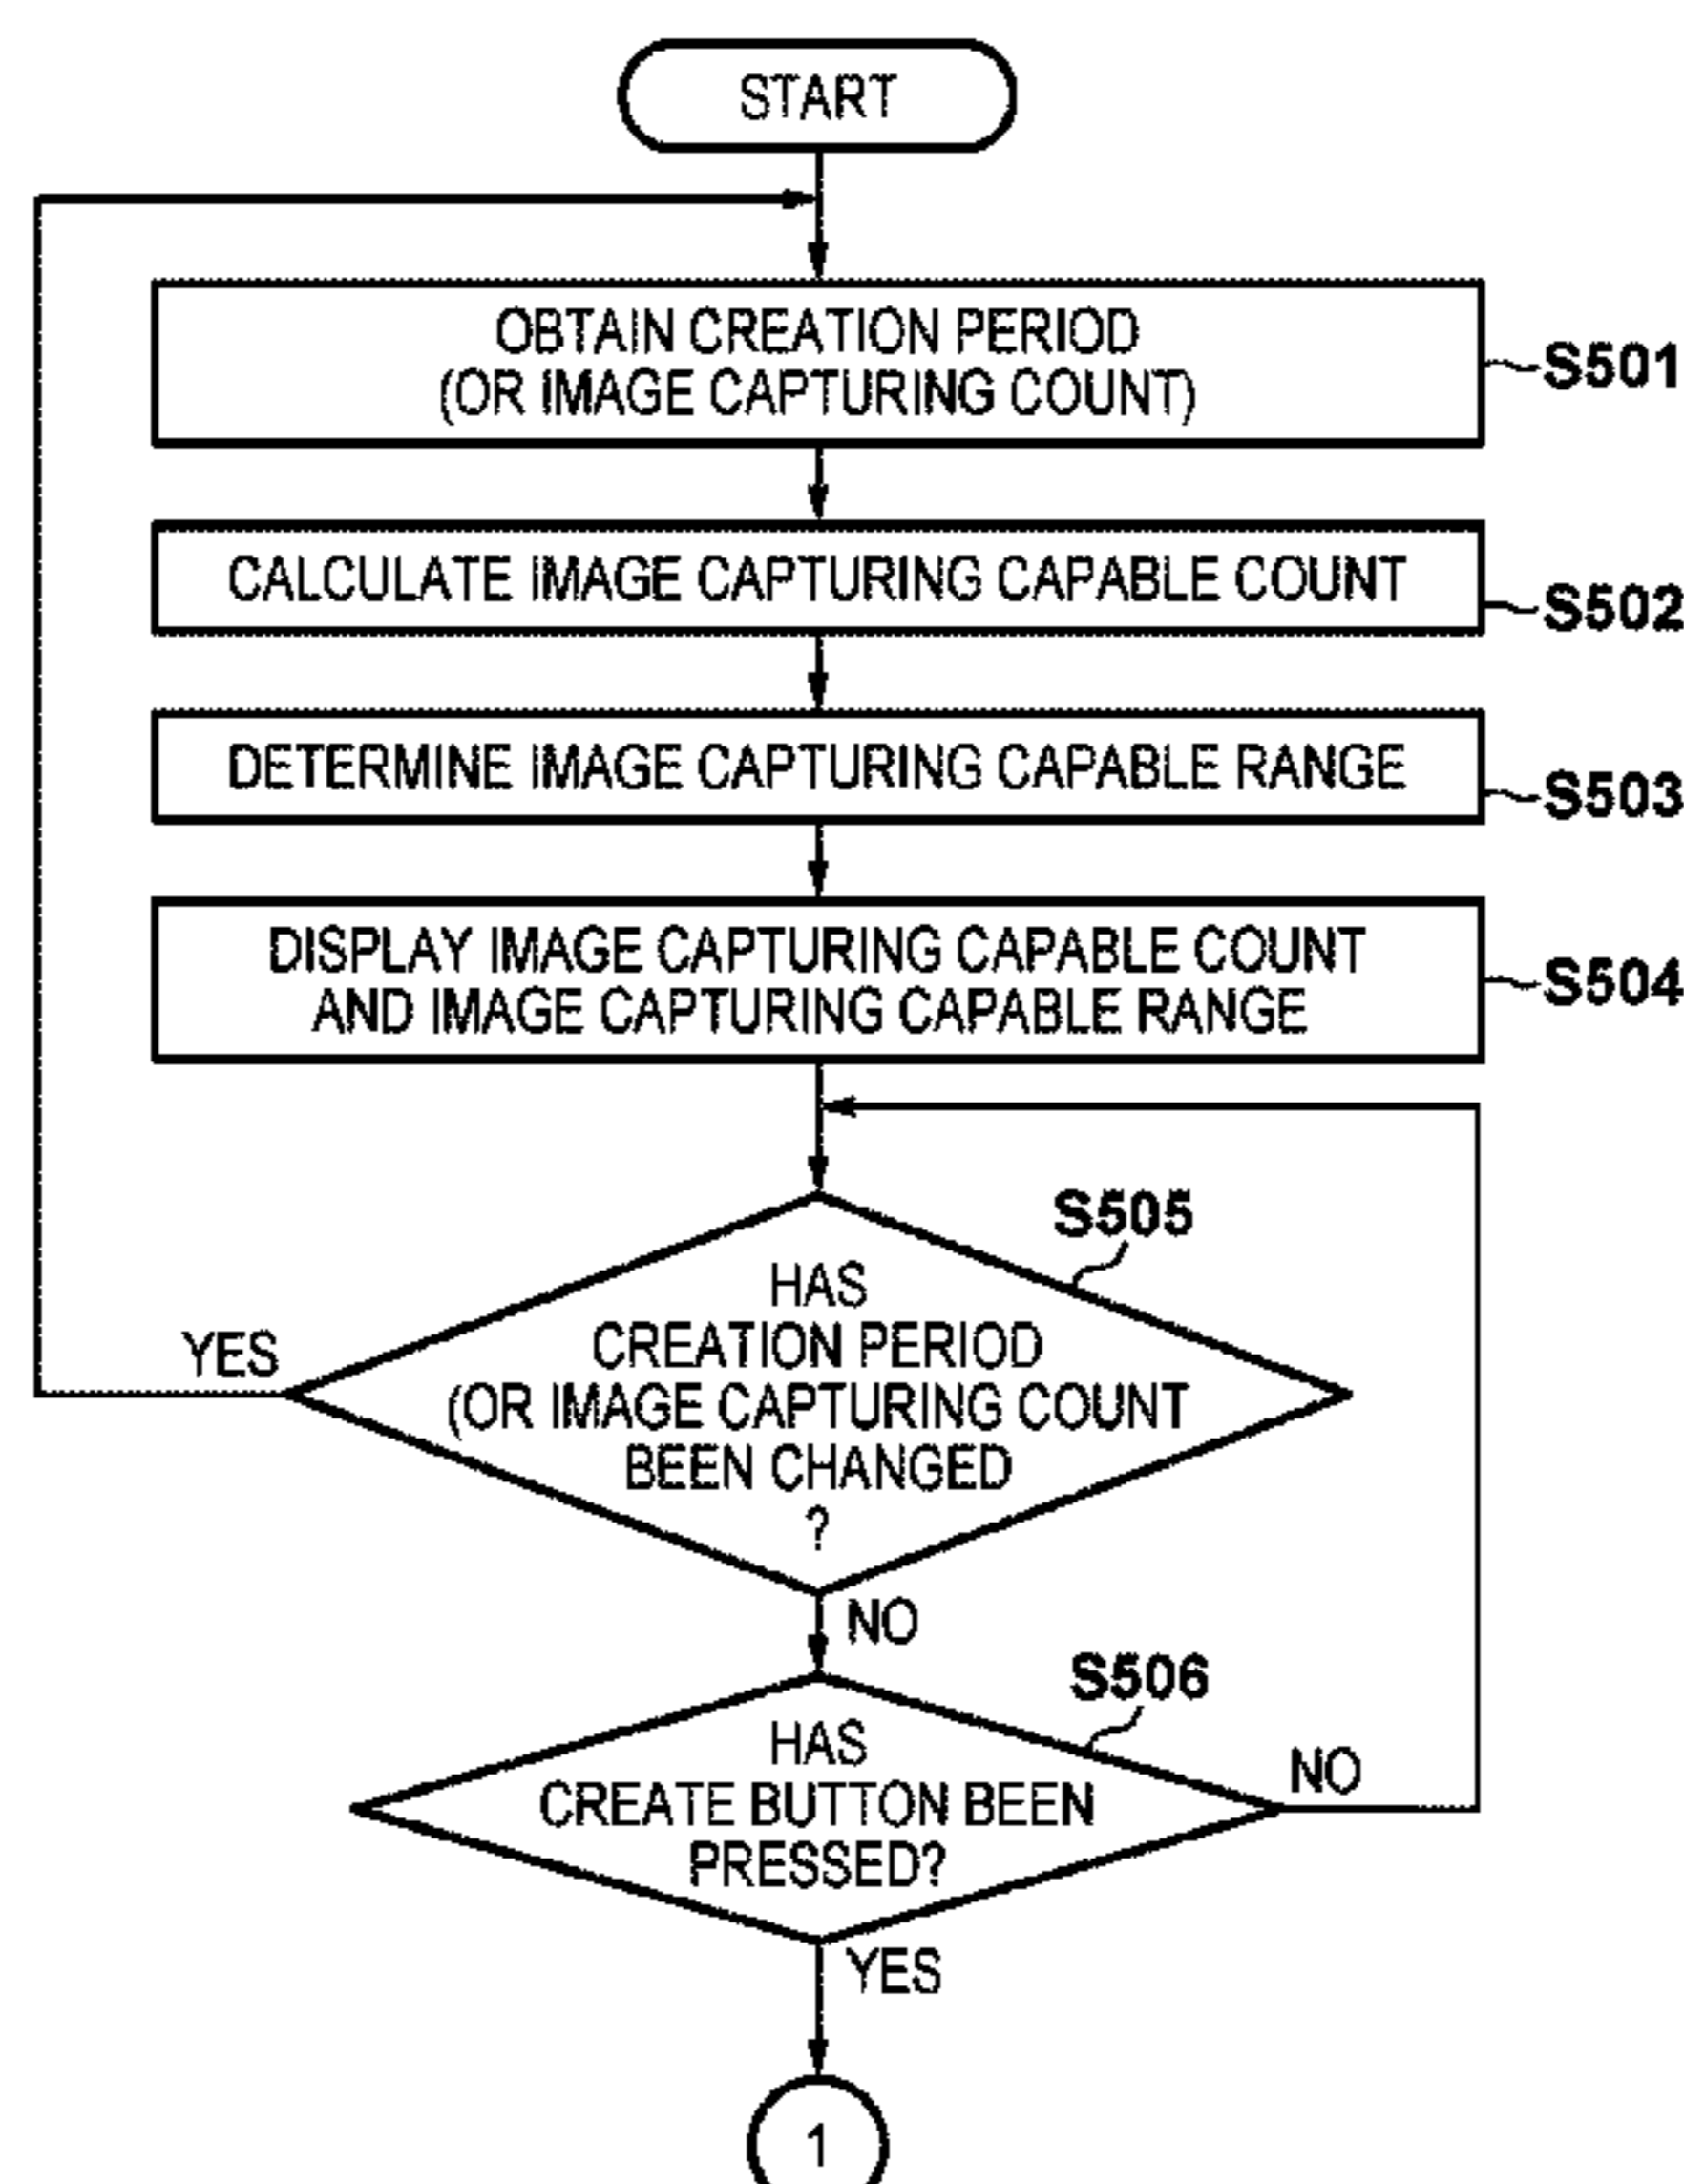 START
OBTAIN CREATION PERIOD
(OR IMAGE CAPTURING COUNT)
S501
CALCULATE IMAGE CAPTURING CAPABLE COUNT
S502
DETERMINE IMAGE CAPTURING CAPABLE RANGE
S503
DISPLAY IMAGE CAPTURING CAPABLE COUNT
AND IMAGE CAPTURING CAPABLE RANGE
S504
S505
HAS
CREATION PERIOD
(OR IMAGE CAPTURING COUNT
BEEN CHANGED
?
YES
NO
S506
HAS
CREATE BUTTON BEEN
PRESSED?
NO
YES
1